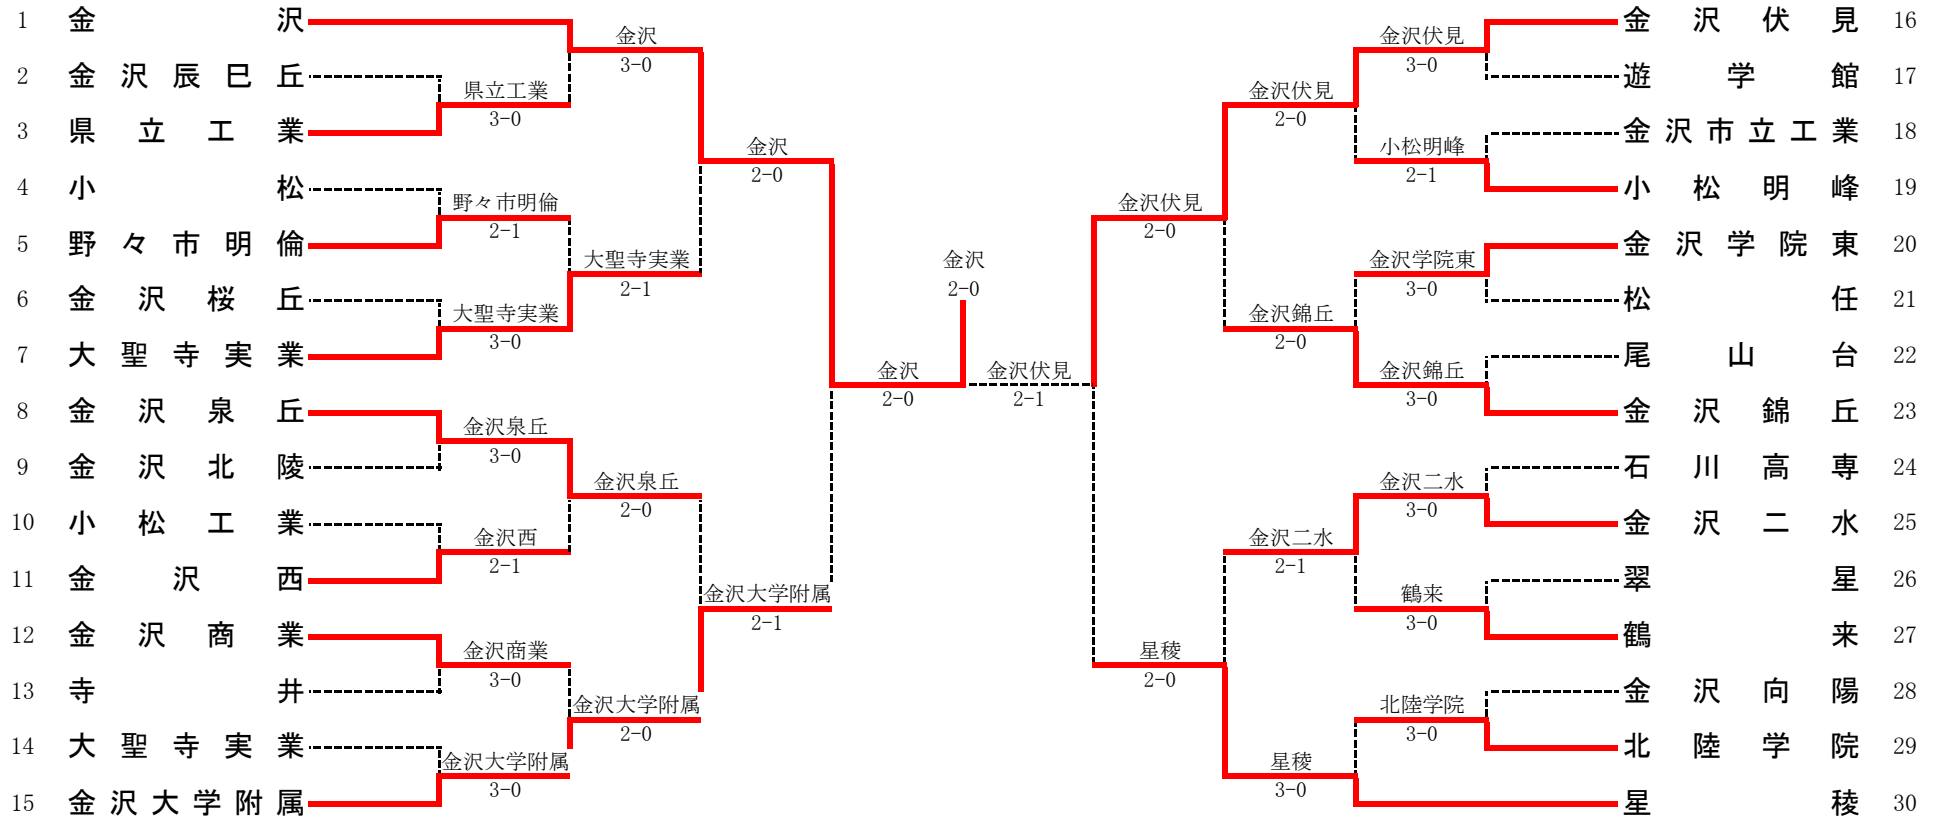 1 金沢
2 金沢辰巳丘
3 県立工業
4 小松
5 野々市明倫
6 金沢桜丘
7 大聖寺実業
8 金沢泉丘
9 金沢北陵
10 小松工業
11 金沢西
12 金沢商業
13 寺井
14 大聖寺実業
15 金沢大学附属
県立工業
3-0
野々市明倫
2-1
大聖寺実業
3-0
金沢泉丘
3-0
金沢西
2-1
金沢商業
3-0
金沢大学附属
3-0
金沢
3-0
大聖寺実業
2-1
金沢泉丘
2-0
金沢大学附属
2-0
金沢
2-0
金沢大学附属
2-1
金沢
2-0
金沢
2-0
金沢伏見
2-1
金沢伏見
2-0
星稜
2-0
金沢伏見
2-0
金沢錦丘
2-0
金沢二水
2-1
星稜
3-0
金沢伏見
3-0
小松明峰
2-1
金沢学院東
3-0
金沢錦丘
3-0
金沢二水
3-0
鶴来
3-0
北陸学院
3-0
金沢伏見 16
遊学館 17
金沢市立工業 18
小松明峰 19
金沢学院東 20
松任 21
尾山台 22
金沢錦丘 23
石川高専 24
金沢二水 25
翠星 26
鶴来 27
金沢向陽 28
北陸学院 29
星稜 30